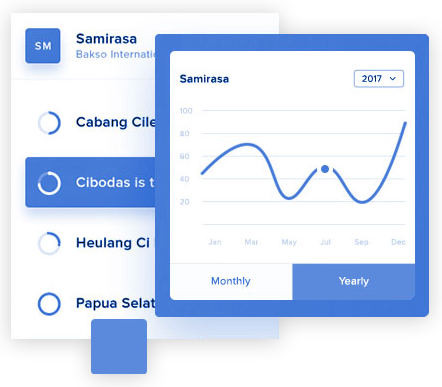 SM
Samirasa
Bakso Internati
Cabang Cile
Cibodas is t
Heulang Ci
Papua Selat
Samirasa
2017
100
80
60
40
20
Jan Mar May Jul Sep Dec
Monthly
Yearly